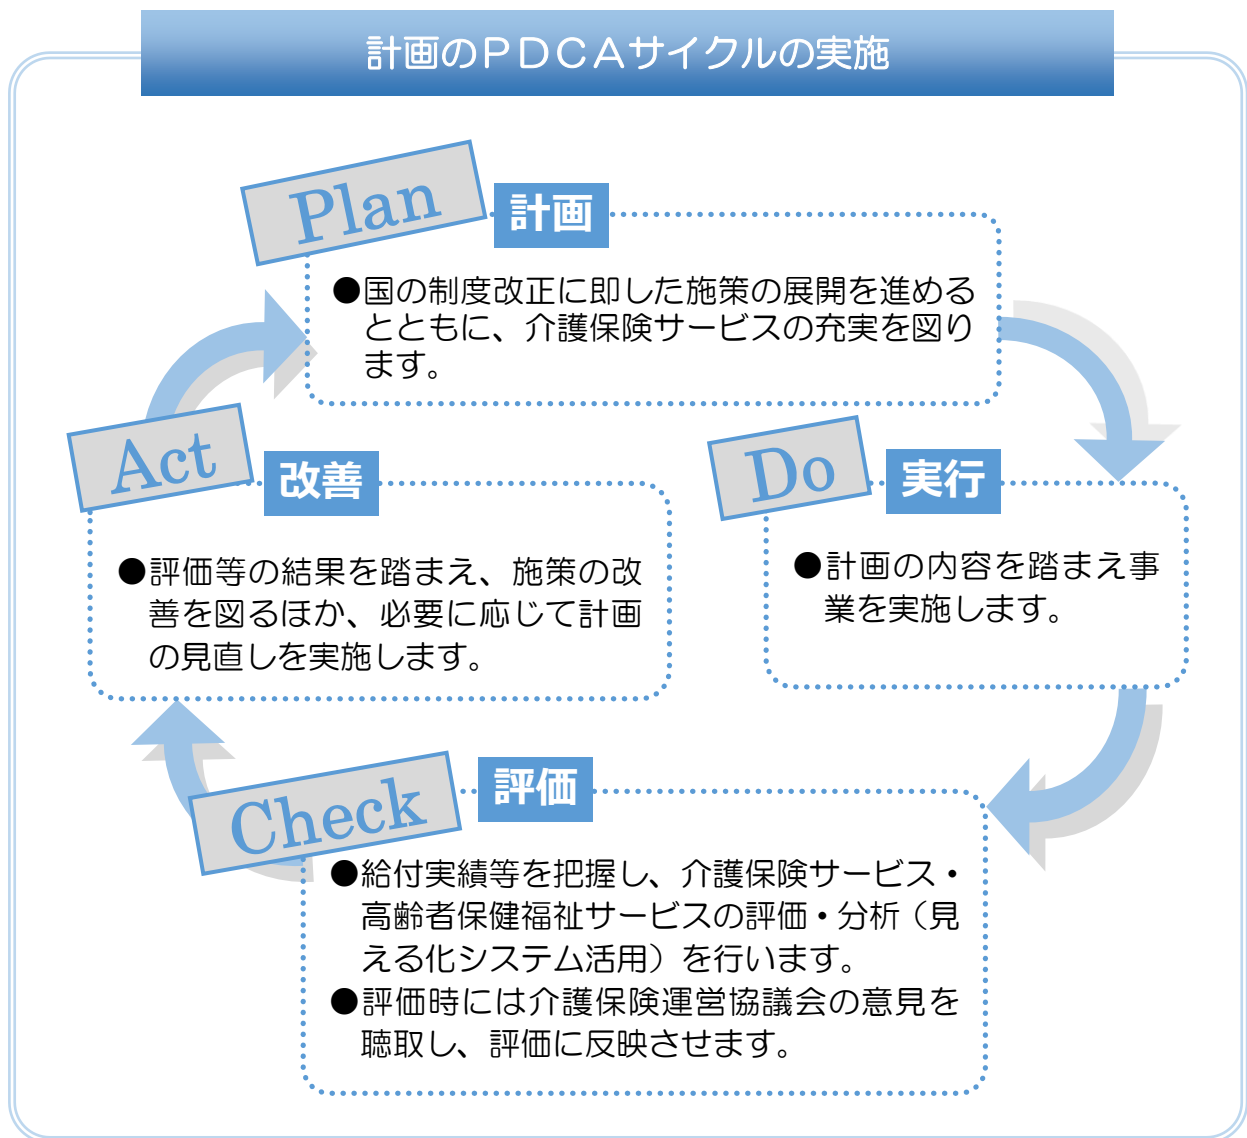 計画のＰＤＣＡサイクルの実施
Plan
計画
●国の制度改正に即した施策の展開を進める
とともに、介護保険サービスの充実を図り
ます。
Do
実行
●計画の内容を踏まえ事
業を実施します。
Check
評価
●給付実績等を把握し、介護保険サービス・
高齢者保健福祉サービスの評価・分析（見
える化システム活用）を行います。
●評価時には介護保険運営協議会の意見を
聴取し、評価に反映させます。
Act
改善
●評価等の結果を踏まえ、施策の改
善を図るほか、必要に応じて計画
の見直しを実施します。